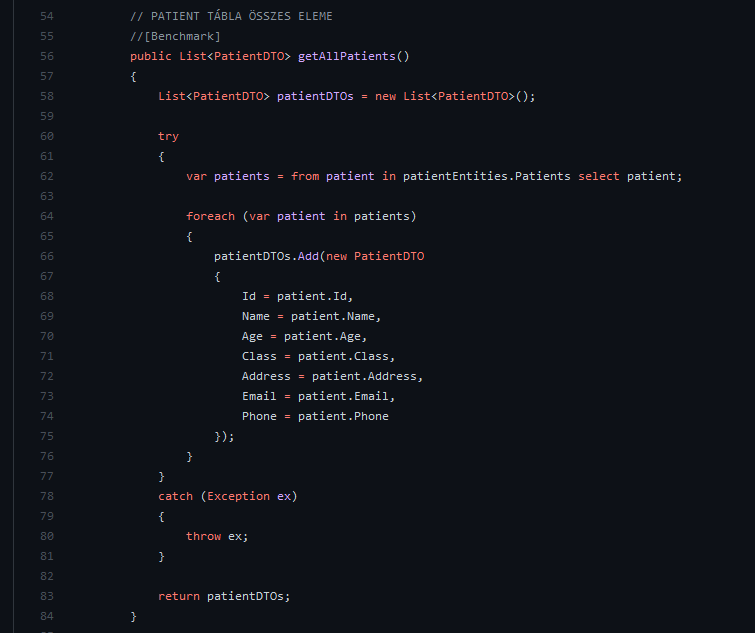 54 // PATIENT TÁBLA ÖSSZES ELEME
55 //[Benchmark]
56 public List<PatientDTO> getAllPatients()
57 {
58 List<PatientDTO> patientDTOs = new List<PatientDTO>();
59
60 try
61 {
62 var patients = from patient in patientEntities.Patients select patient;
63
64 foreach (var patient in patients)
65 {
66 patientDTOs.Add(new PatientDTO
67 {
68 Id = patient.Id,
69 Name = patient.Name,
70 Age = patient.Age,
71 Class = patient.Class,
72 Address = patient.Address,
73 Email = patient.Email,
74 Phone = patient.Phone
75 });
76 }
77 }
78 catch (Exception ex)
79 {
80 throw ex;
81 }
82
83 return patientDTOs;
84 }